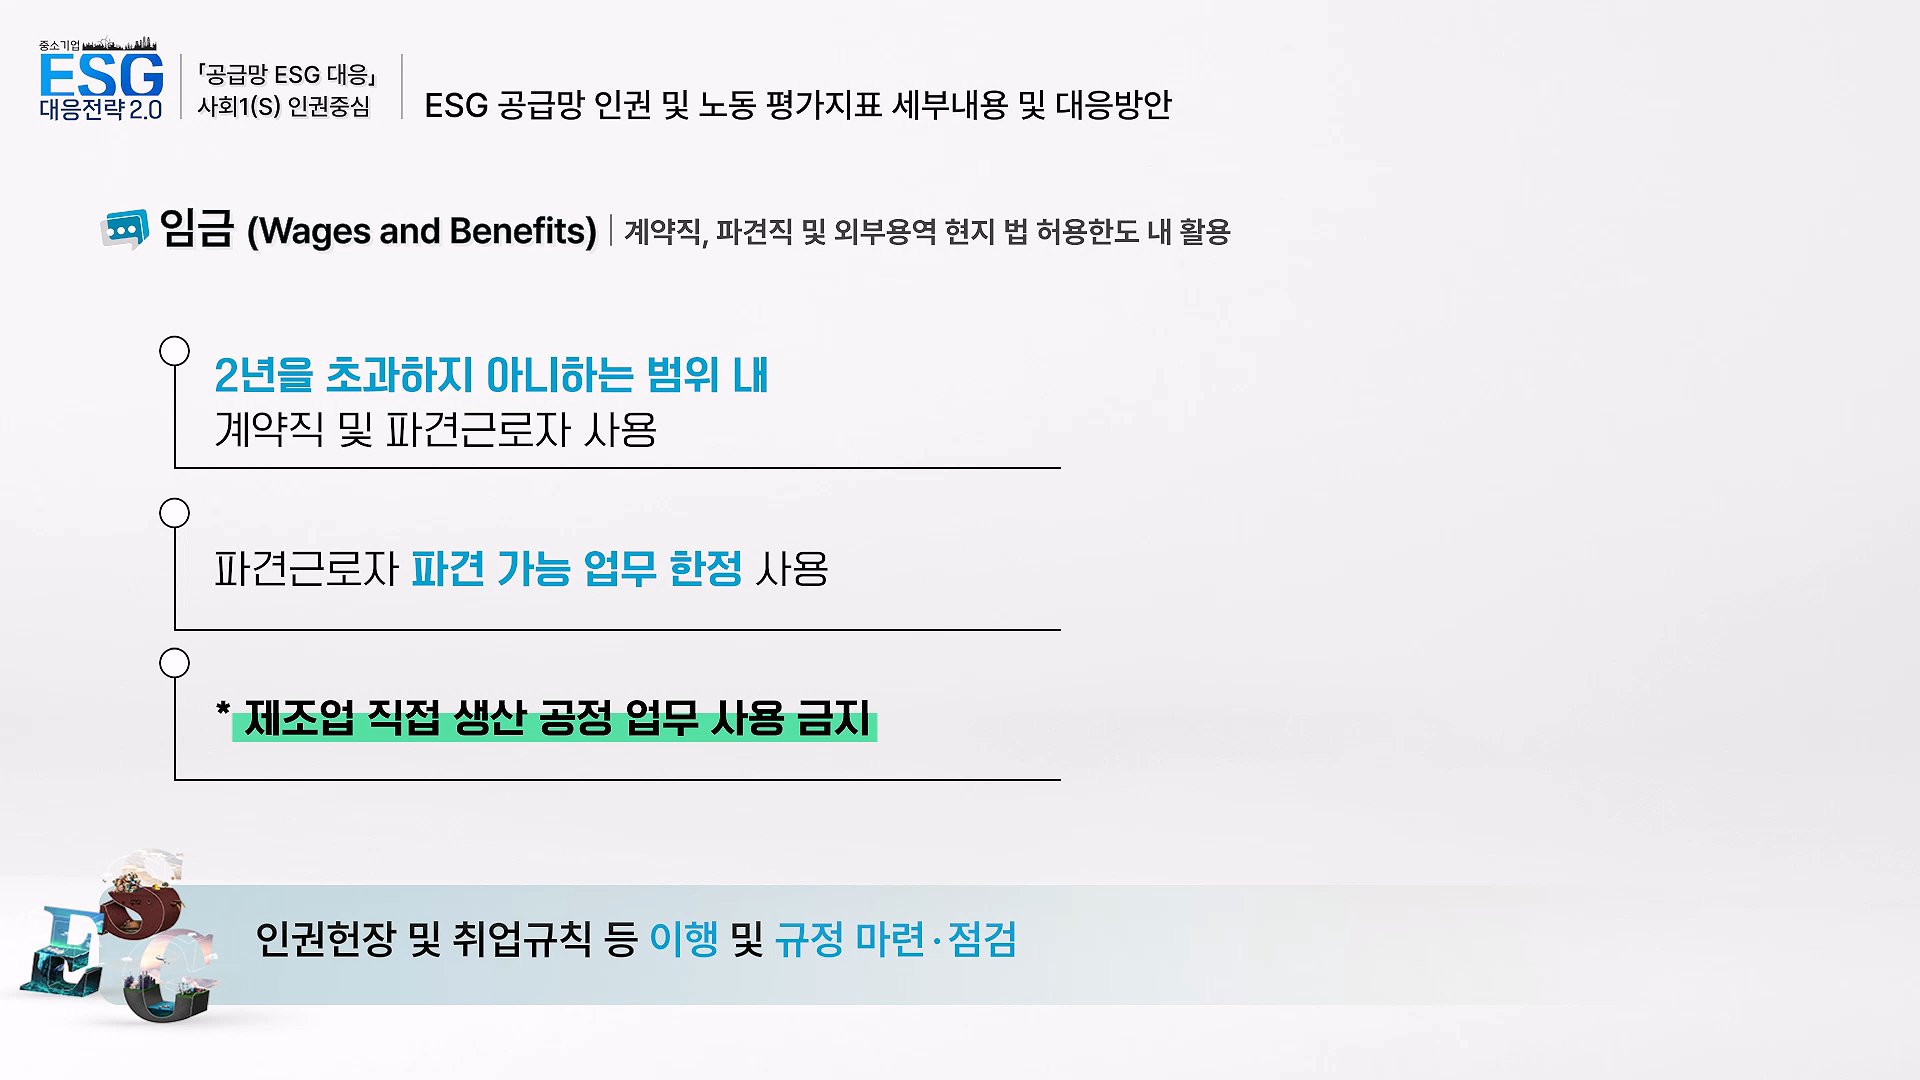 중소기업
ESG
대응전략 2.0
「공급망 ESG 대응」
사회1(S) 인권중심
ESG 공급망 인권 및 노동 평가지표 세부내용 및 대응방안
임금 (Wages and Benefits) | 계약직, 파견직 및 외부용역 현지 법 허용한도 내 활용
2년을 초과하지 아니하는 범위 내
계약직 및 파견근로자 사용
파견근로자 파견 가능 업무 한정 사용
* 제조업 직접 생산 공정 업무 사용 금지
ESG
인권헌장 및 취업규칙 등 이행 및 규정 마련·점검